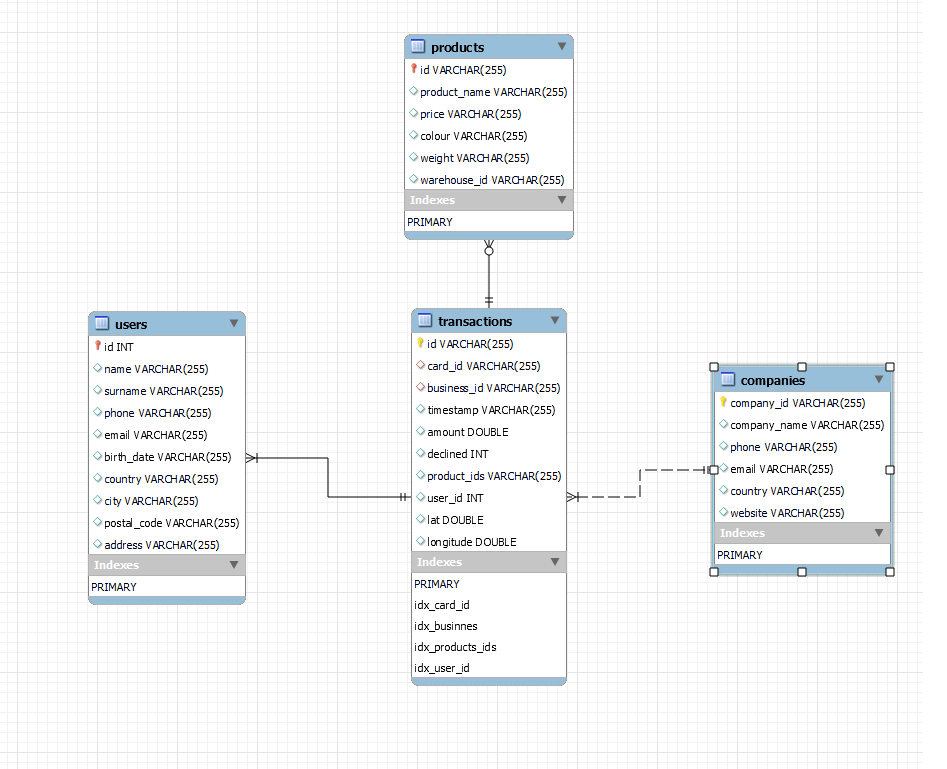 products
id VARCHAR(255)
product_name VARCHAR(255)
price VARCHAR(255)
colour VARCHAR(255)
weight VARCHAR(255)
warehouse_id VARCHAR(255)
Indexes
PRIMARY
users
id INT
name VARCHAR(255)
surname VARCHAR(255)
phone VARCHAR(255)
email VARCHAR(255)
birth_date VARCHAR(255)
country VARCHAR(255)
city VARCHAR(255)
postal_code VARCHAR(255)
address VARCHAR(255)
Indexes
PRIMARY
transactions
id VARCHAR(255)
card_id VARCHAR(255)
business_id VARCHAR(255)
timestamp VARCHAR(255)
amount DOUBLE
declined INT
product_ids VARCHAR(255)
user_id INT
lat DOUBLE
longitude DOUBLE
Indexes
PRIMARY
idx_card_id
idx_businnes
idx_products_ids
idx_user_id
companies
company_id VARCHAR(255)
company_name VARCHAR(255)
phone VARCHAR(255)
email VARCHAR(255)
country VARCHAR(255)
website VARCHAR(255)
Indexes
PRIMARY